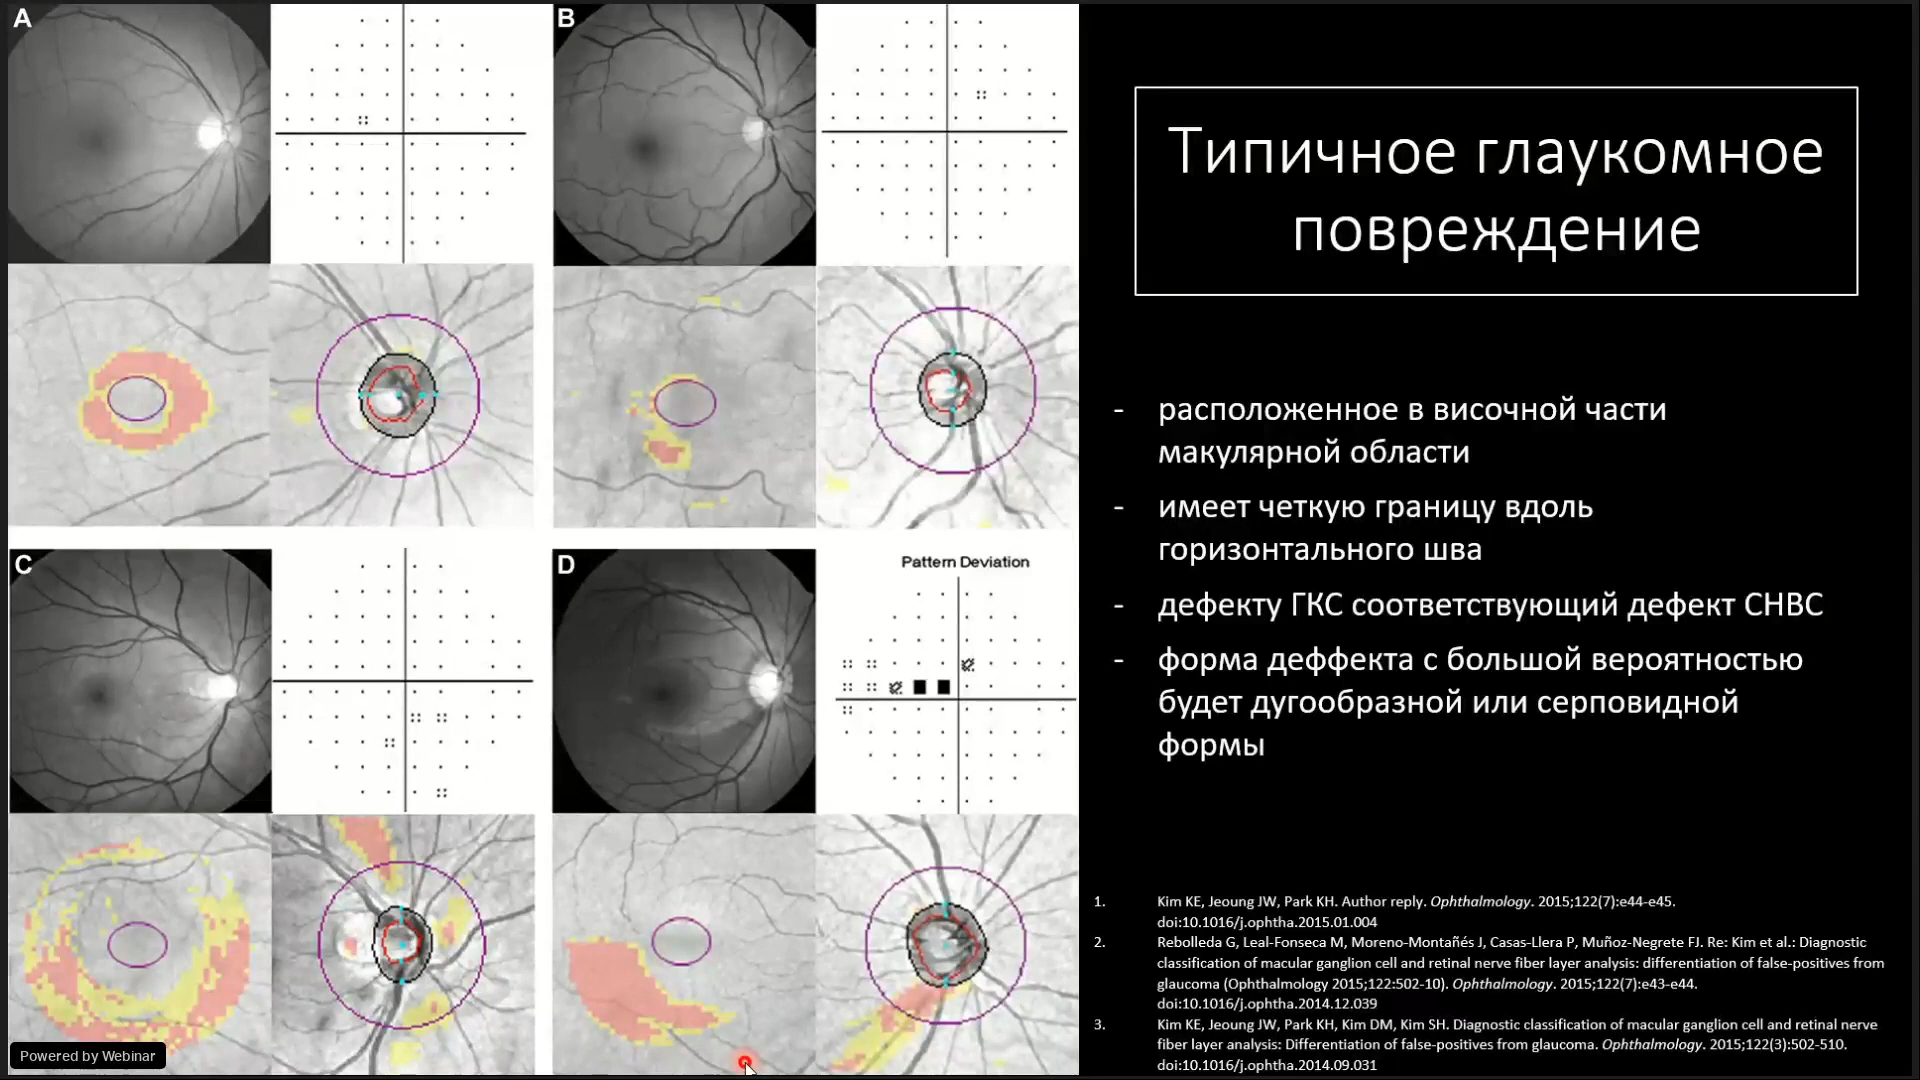 A
B
C
D
Pattern Deviation
Типичное глаукомное
повреждение
- расположенное в височной части
макулярной области
- имеет четкую границу вдоль
горизонтального шва
- дефекту ГКС соответствующий дефект СНВС
- форма деффекта с большой вероятностью
будет дугообразной или серповидной
формы
1. Kim KE, Jeoung JW, Park KH. Author reply. Ophthalmology. 2015;122(7):e44-e45.
doi:10.1016/j.ophtha.2015.01.004
2. Rebolleda G, Leal-Fonseca M, Moreno-Montañés J, Casas-Llera P, Muñoz-Negrete FJ. Re: Kim et al.: Diagnostic
classification of macular ganglion cell and retinal nerve fiber layer analysis: differentiation of false-positives from
glaucoma (Ophthalmology 2015;122:502-10). Ophthalmology. 2015;122(7):e43-e44.
doi:10.1016/j.ophtha.2014.12.039
3. Kim KE, Jeoung JW, Park KH, Kim DM, Kim SH. Diagnostic classification of macular ganglion cell and retinal nerve
fiber layer analysis: Differentiation of false-positives from glaucoma. Ophthalmology. 2015;122(3):502-510.
doi:10.1016/j.ophtha.2014.09.031
Powered by Webinar